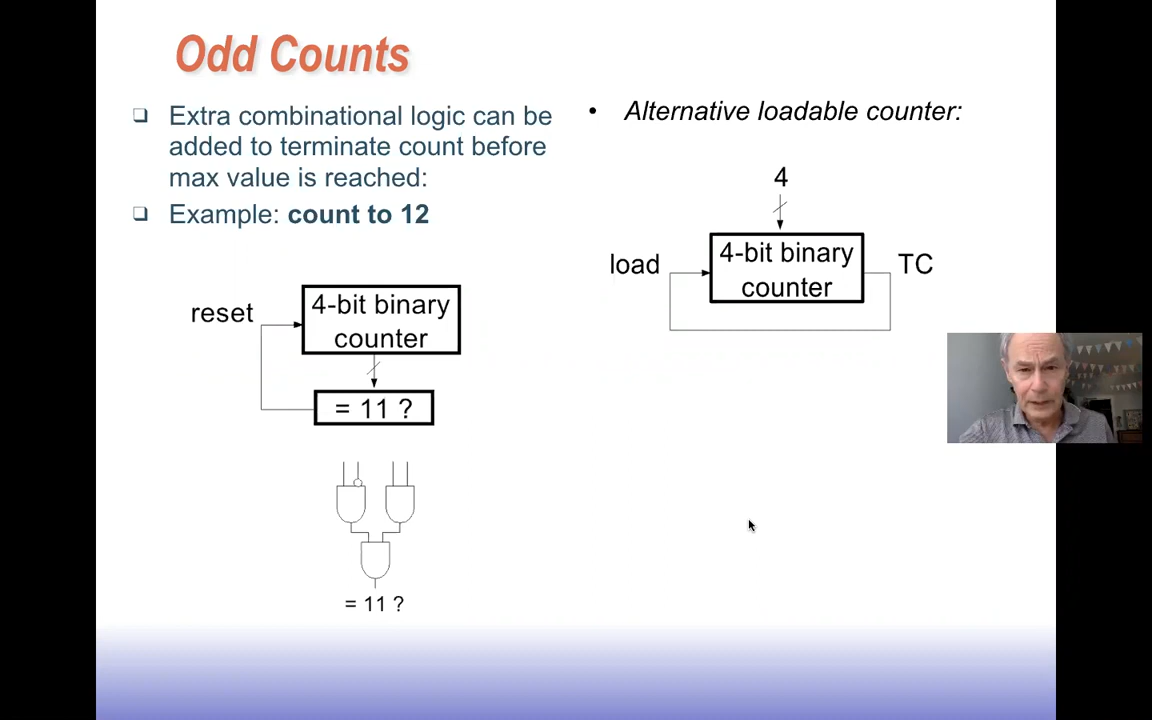 Odd Counts
❑ Extra combinational logic can be
added to terminate count before
max value is reached:
❑ Example: count to 12
reset
4-bit binary
counter
= 11 ?
= 11 ?
• Alternative loadable counter:
4
load
4-bit binary
counter
TC